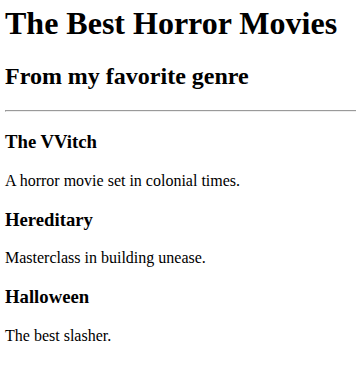 The Best Horror Movies
From my favorite genre
The VVitch
A horror movie set in colonial times.
Hereditary
Masterclass in building unease.
Halloween
The best slasher.